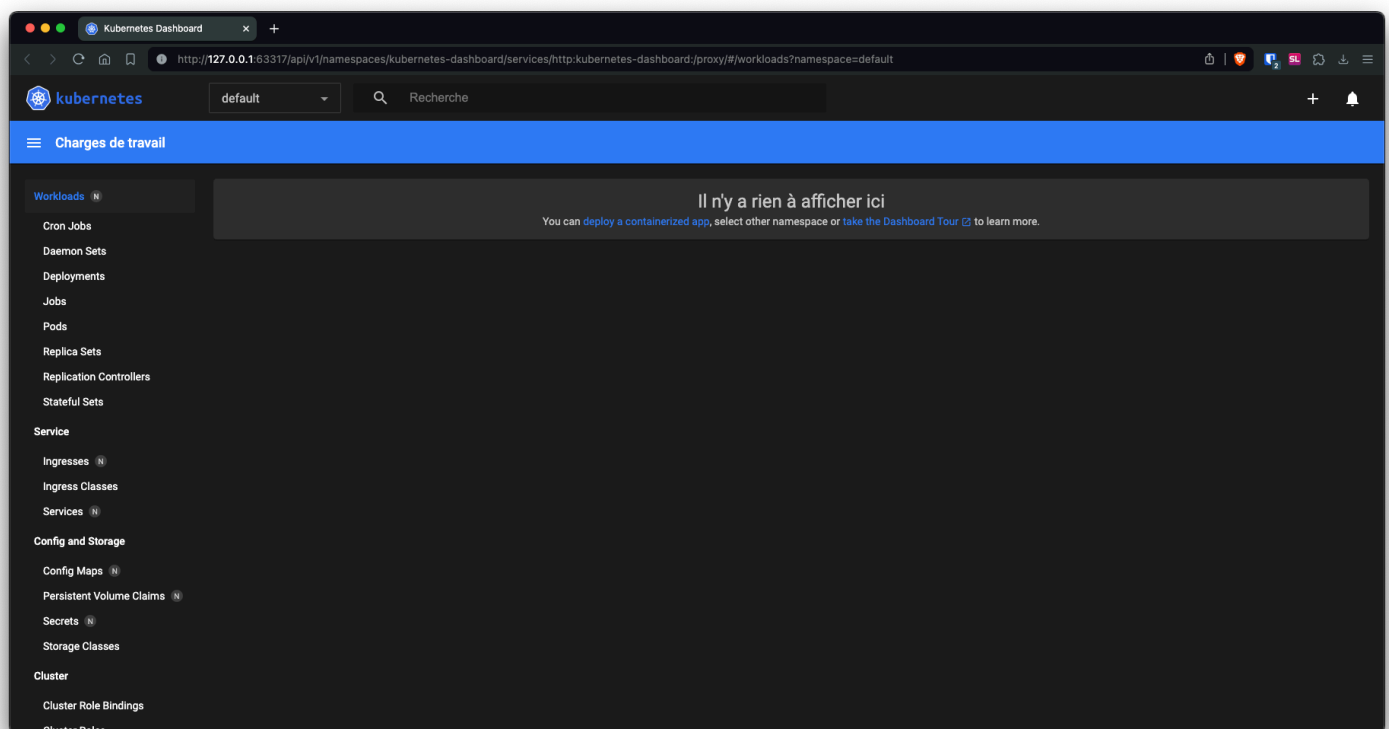 Kubernetes Dashboard
http://127.0.0.1:63317/api/v1/namespaces/kubernetes-dashboard/services/http:kubernetes-dashboard:/proxy/#/workloads?namespace=default
2
SL
kubernetes
default
Recherche
Charges de travail
Workloads N
Il n'y a rien à afficher ici
You can deploy a containerized app, select other namespace or take the Dashboard Tour to learn more.
Cron Jobs
Daemon Sets
Deployments
Jobs
Pods
Replica Sets
Replication Controllers
Stateful Sets
Service
Ingresses N
Ingress Classes
Services N
Config and Storage
Config Maps N
Persistent Volume Claims N
Secrets N
Storage Classes
Cluster
Cluster Role Bindings
Cluster Roles